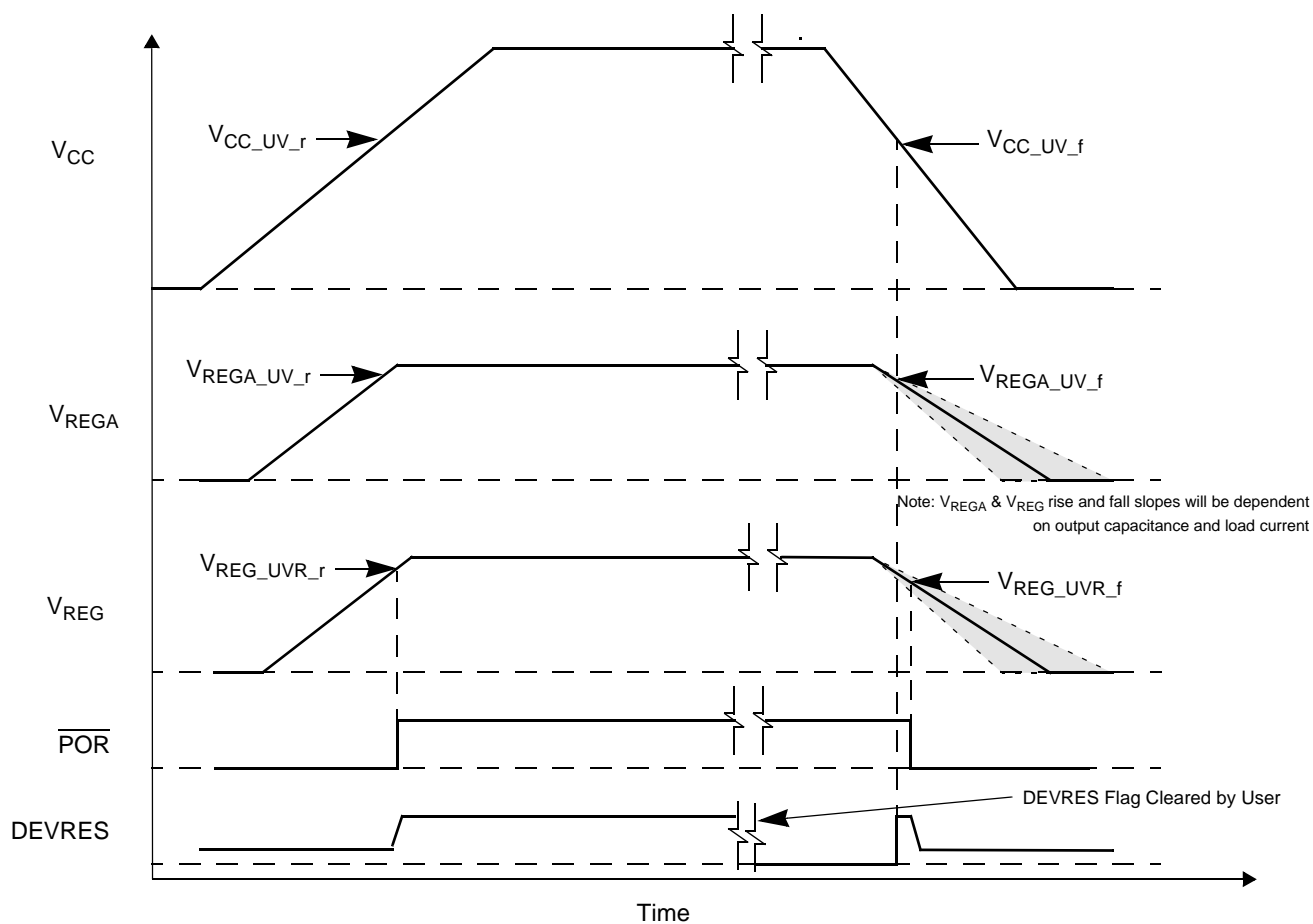 V_CC
V_CC_UV_r
V_CC_UV_f
V_REGA
V_REGA_UV_r
V_REGA_UV_f
Note: V_REGA & V_REG rise and fall slopes will be dependent
on output capacitance and load current
V_REG
V_REG_UVR_r
V_REG_UVR_f
POR
DEVRES
DEVRES Flag Cleared by User
Time